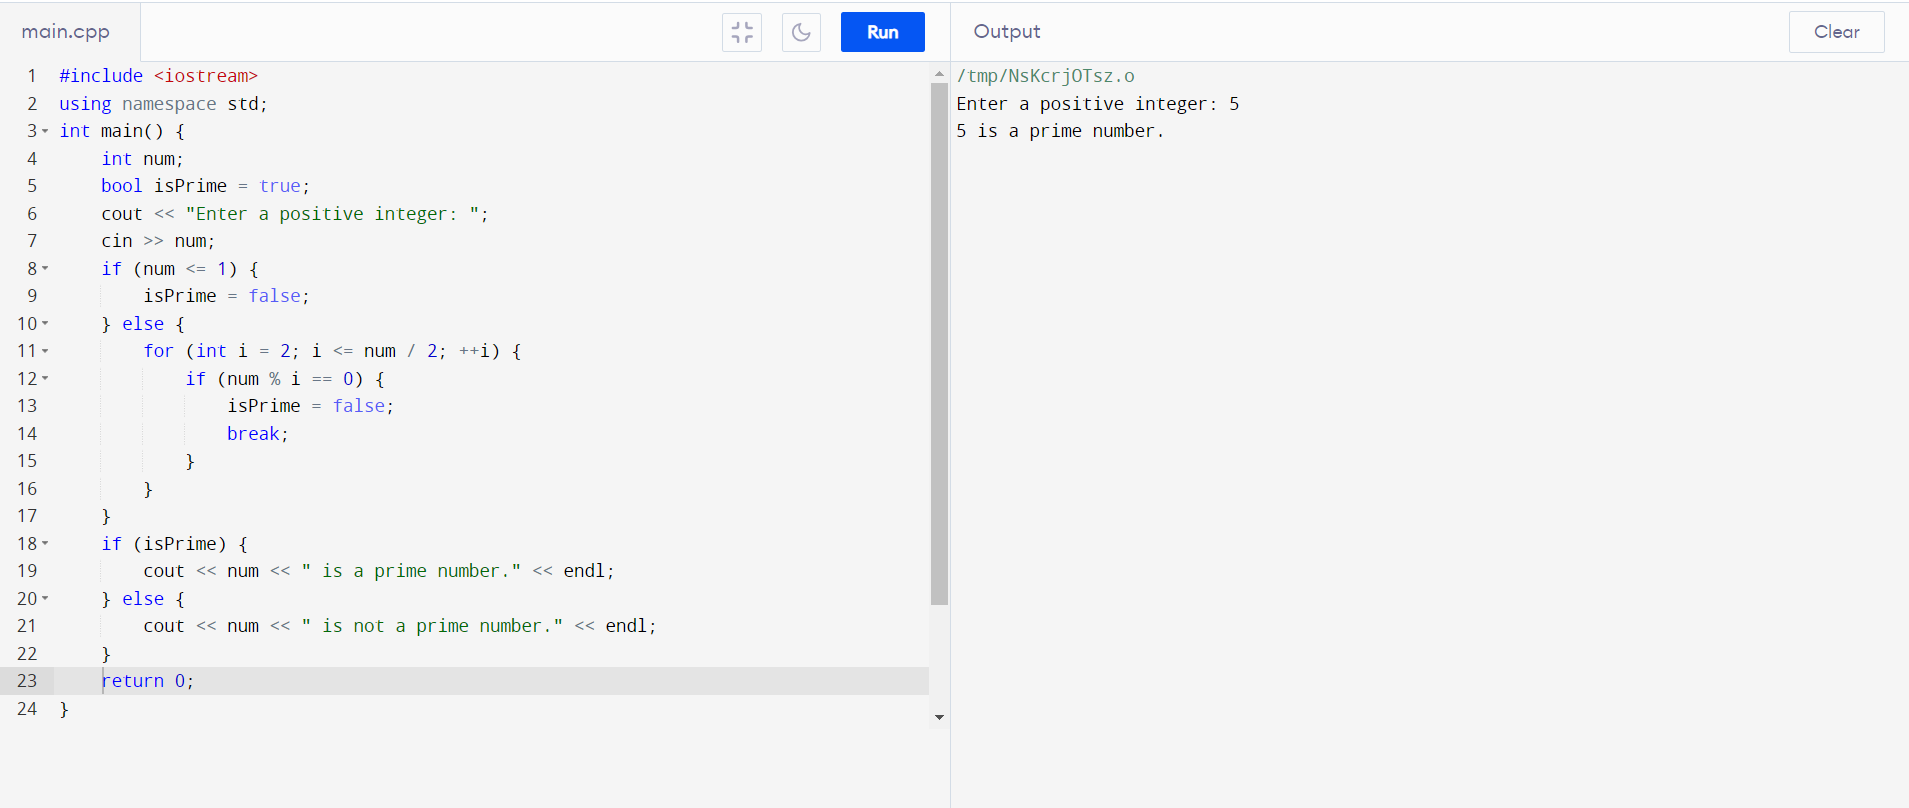 main.cpp
Run
Output
Clear
1 #include <iostream>
2 using namespace std;
3 int main() {
4     int num;
5     bool isPrime = true;
6     cout << "Enter a positive integer: ";
7     cin >> num;
8     if (num <= 1) {
9         isPrime = false;
10     } else {
11         for (int i = 2; i <= num / 2; ++i) {
12             if (num % i == 0) {
13                 isPrime = false;
14                 break;
15             }
16         }
17     }
18     if (isPrime) {
19         cout << num << " is a prime number." << endl;
20     } else {
21         cout << num << " is not a prime number." << endl;
22     }
23     return 0;
24 }
/tmp/NsKcrjOTsz.o
Enter a positive integer: 5
5 is a prime number.